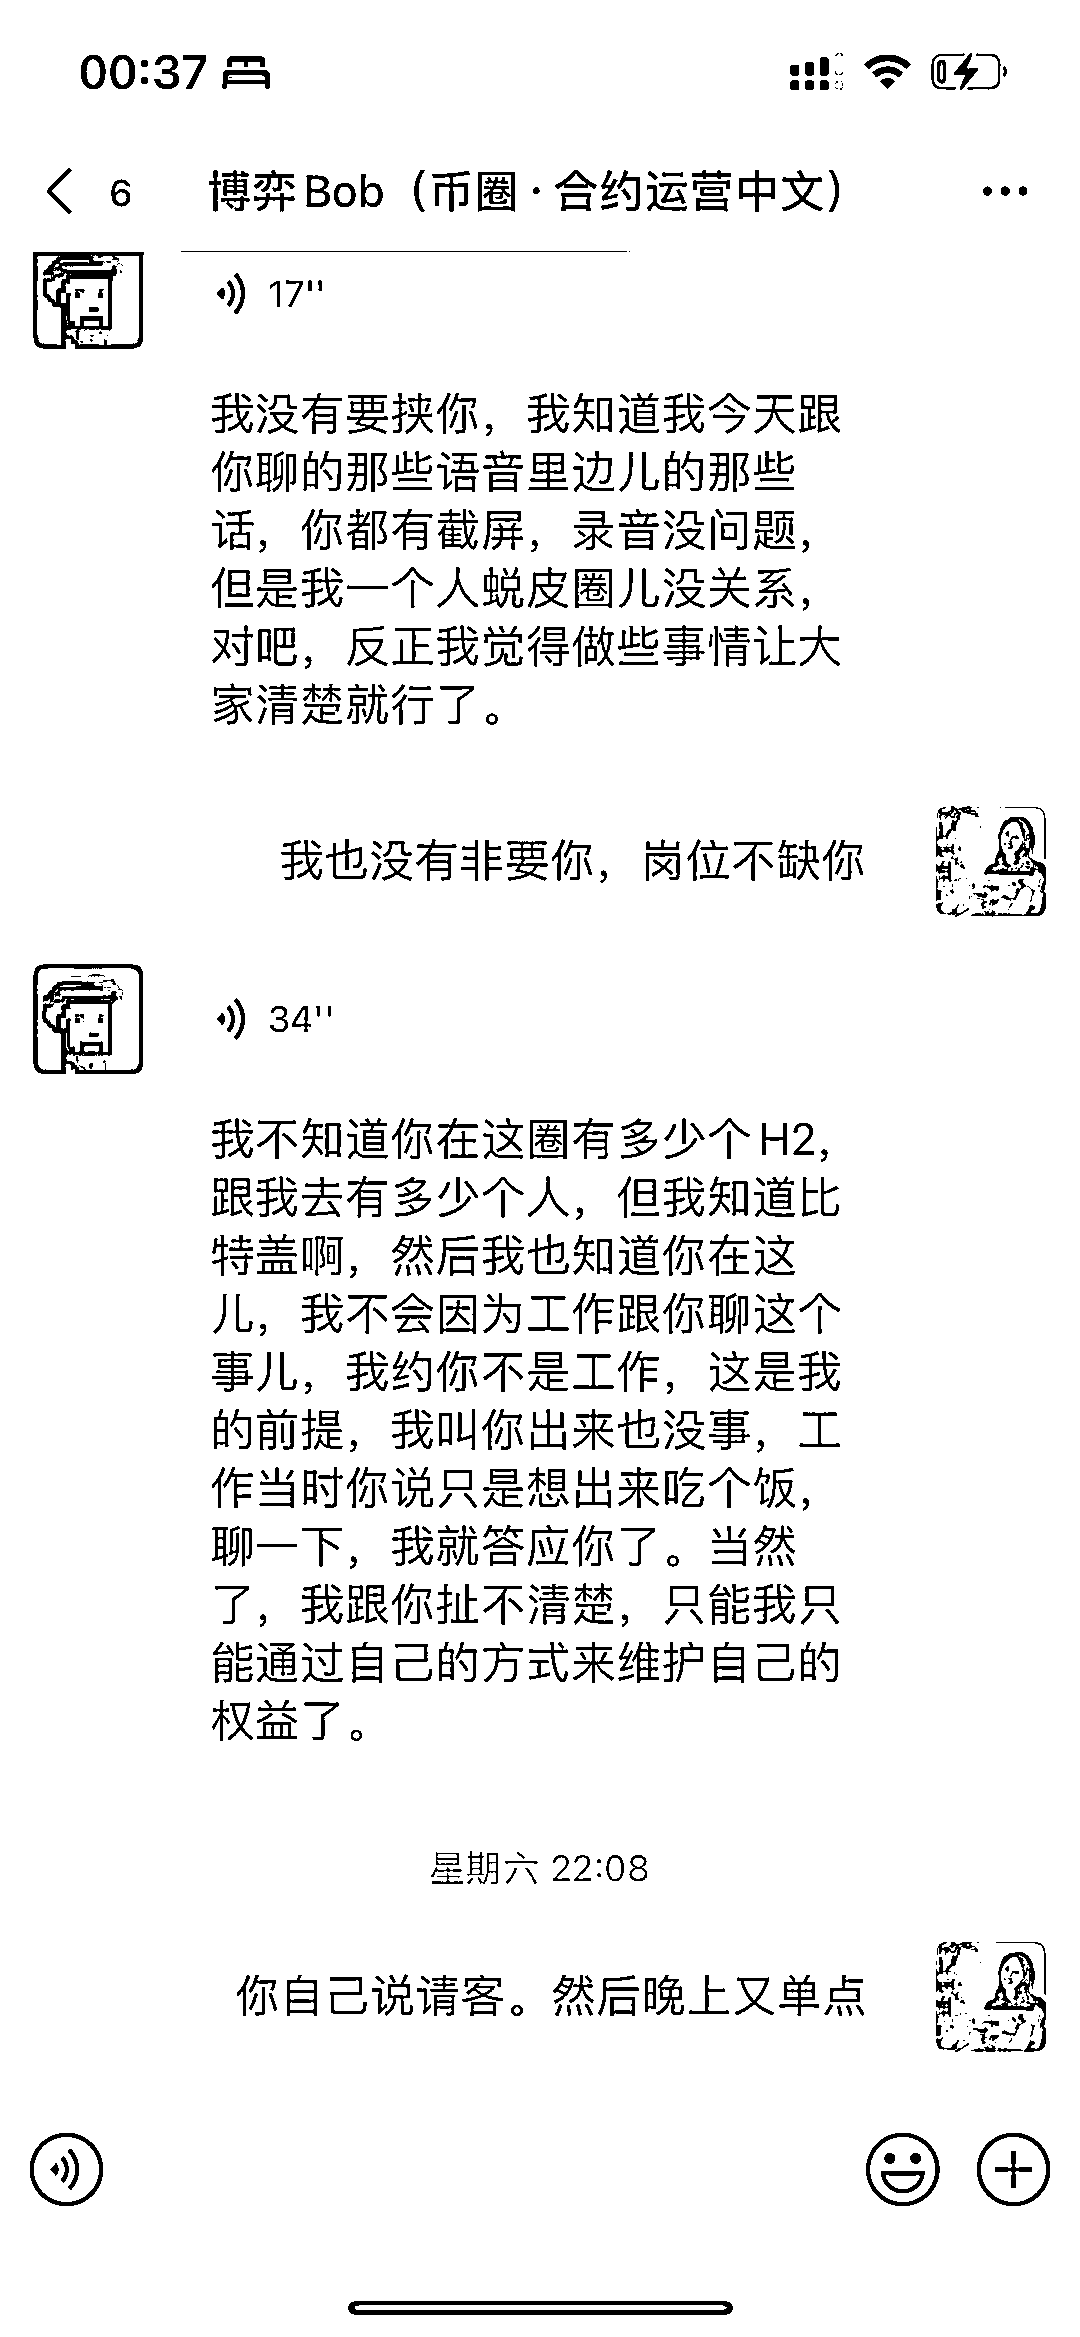 00:37
6 博弈Bob（币圈·合约运营中文）
17''
我没有要挟你，我知道我今天跟
你聊的那些语音里边儿的那些
话，你都有截屏，录音没问题，
但是我一个人蜕皮圈儿没关系，
对吧，反正我觉得做些事情让大
家清楚就行了。
我也没有非要你，岗位不缺你
34''
我不知道你在这圈有多少个H2，
跟我去有多少个人，但我知道比
特盖啊，然后我也知道你在这
儿，我不会因为工作跟你聊这个
事儿，我约你不是工作，这是我
的前提，我叫你出来也没事，工
作当时你说只是想出来吃个饭，
聊一下，我就答应你了。当然
了，我跟你扯不清楚，只能我只
能通过自己的方式来维护自己的
权益了。
星期六 22:08
你自己说请客。然后晚上又单点